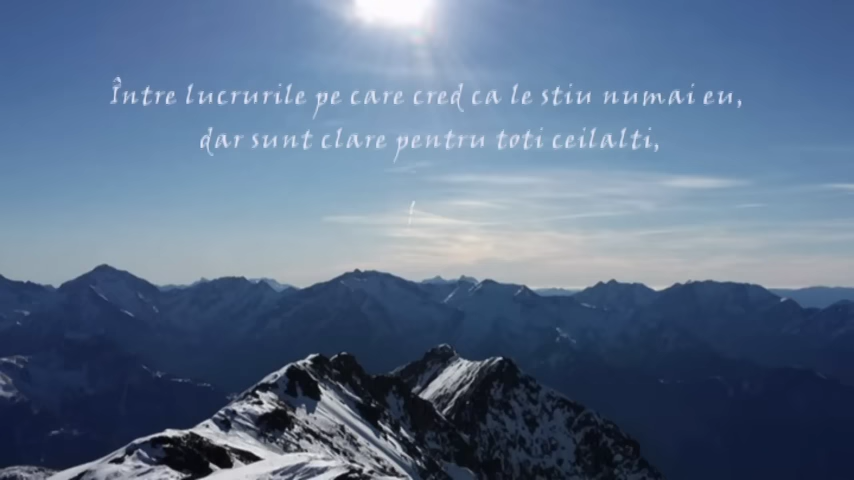 Între lucrurile pe care cred ca le stiu numai eu,
dar sunt clare pentru toti ceilalti,